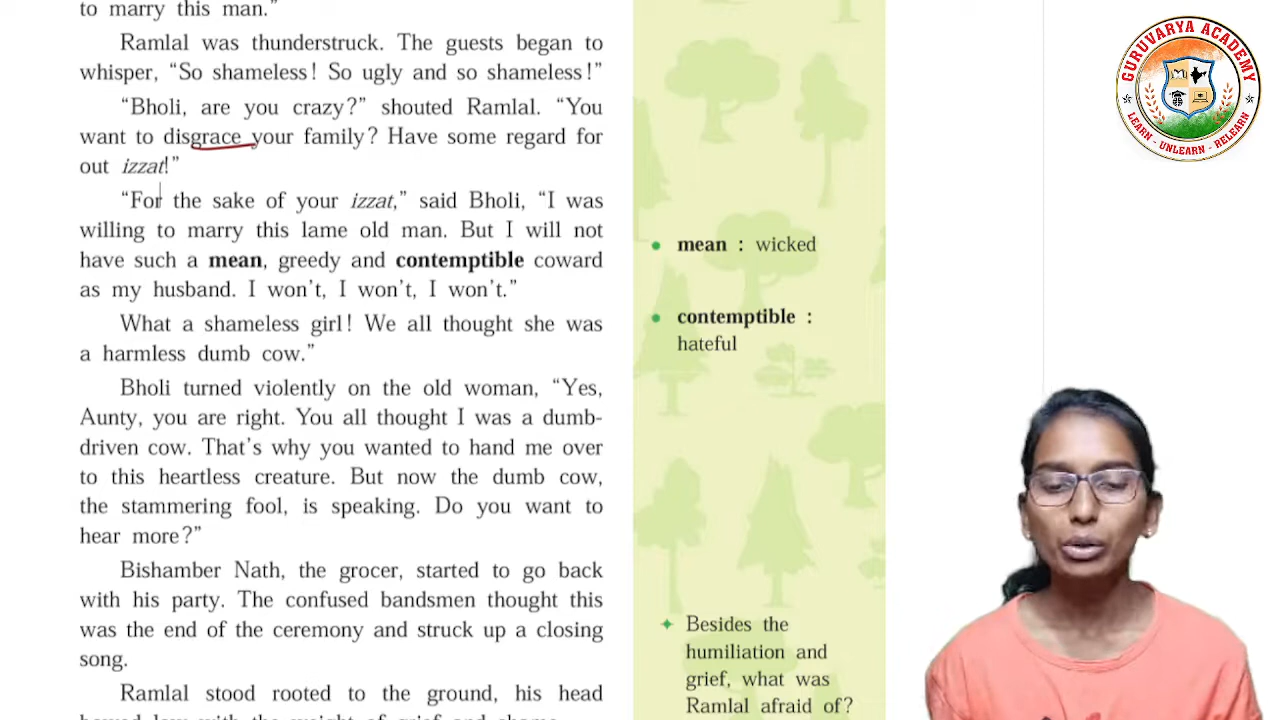 to marry this man.”
Ramlal was thunderstruck. The guests began to
whisper, “So shameless! So ugly and so shameless!”
“Bholi, are you crazy?” shouted Ramlal. “You
want to disgrace your family? Have some regard for
out izzat!”
“For the sake of your izzat,” said Bholi, “I was
willing to marry this lame old man. But I will not
have such a mean, greedy and contemptible coward
as my husband. I won’t, I won’t, I won’t.”
What a shameless girl! We all thought she was
a harmless dumb cow.”
Bholi turned violently on the old woman, “Yes,
Aunty, you are right. You all thought I was a dumb-
driven cow. That’s why you wanted to hand me over
to this heartless creature. But now the dumb cow,
the stammering fool, is speaking. Do you want to
hear more?”
Bishamber Nath, the grocer, started to go back
with his party. The confused bandsmen thought this
was the end of the ceremony and struck up a closing
song.
Ramlal stood rooted to the ground, his head
bowed low with the weight of grief and shame.
• mean : wicked
• contemptible :
hateful
Besides the
humiliation and
grief, what was
Ramlal afraid of?
GURUVARYA ACADEMY
LEARN - UNLEARN - RELEARN